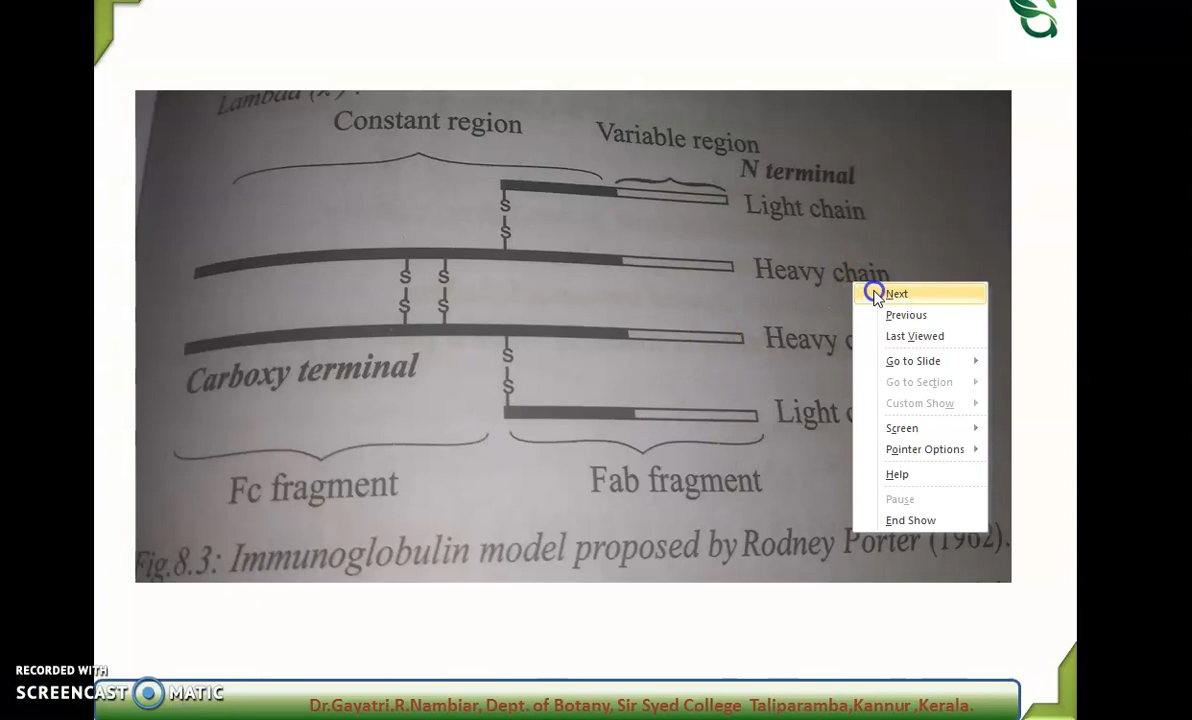 Lambda (λ) .
Constant region
Variable region
N terminal
Light chain
S
S
Heavy chain
S S
S S
Heavy c
Carboxy terminal
S
S
Light c
Fc fragment
Fab fragment
Fig.8.3: Immunoglobulin model proposed by Rodney Porter (1962).
Next
Previous
Last Viewed
Go to Slide
Go to Section
Custom Show
Screen
Pointer Options
Help
Pause
End Show
RECORDED WITH
SCREENCAST MATIC
Dr.Gayatri.R.Nambiar, Dept. of Botany, Sir Syed College Taliparamba,Kannur ,Kerala.